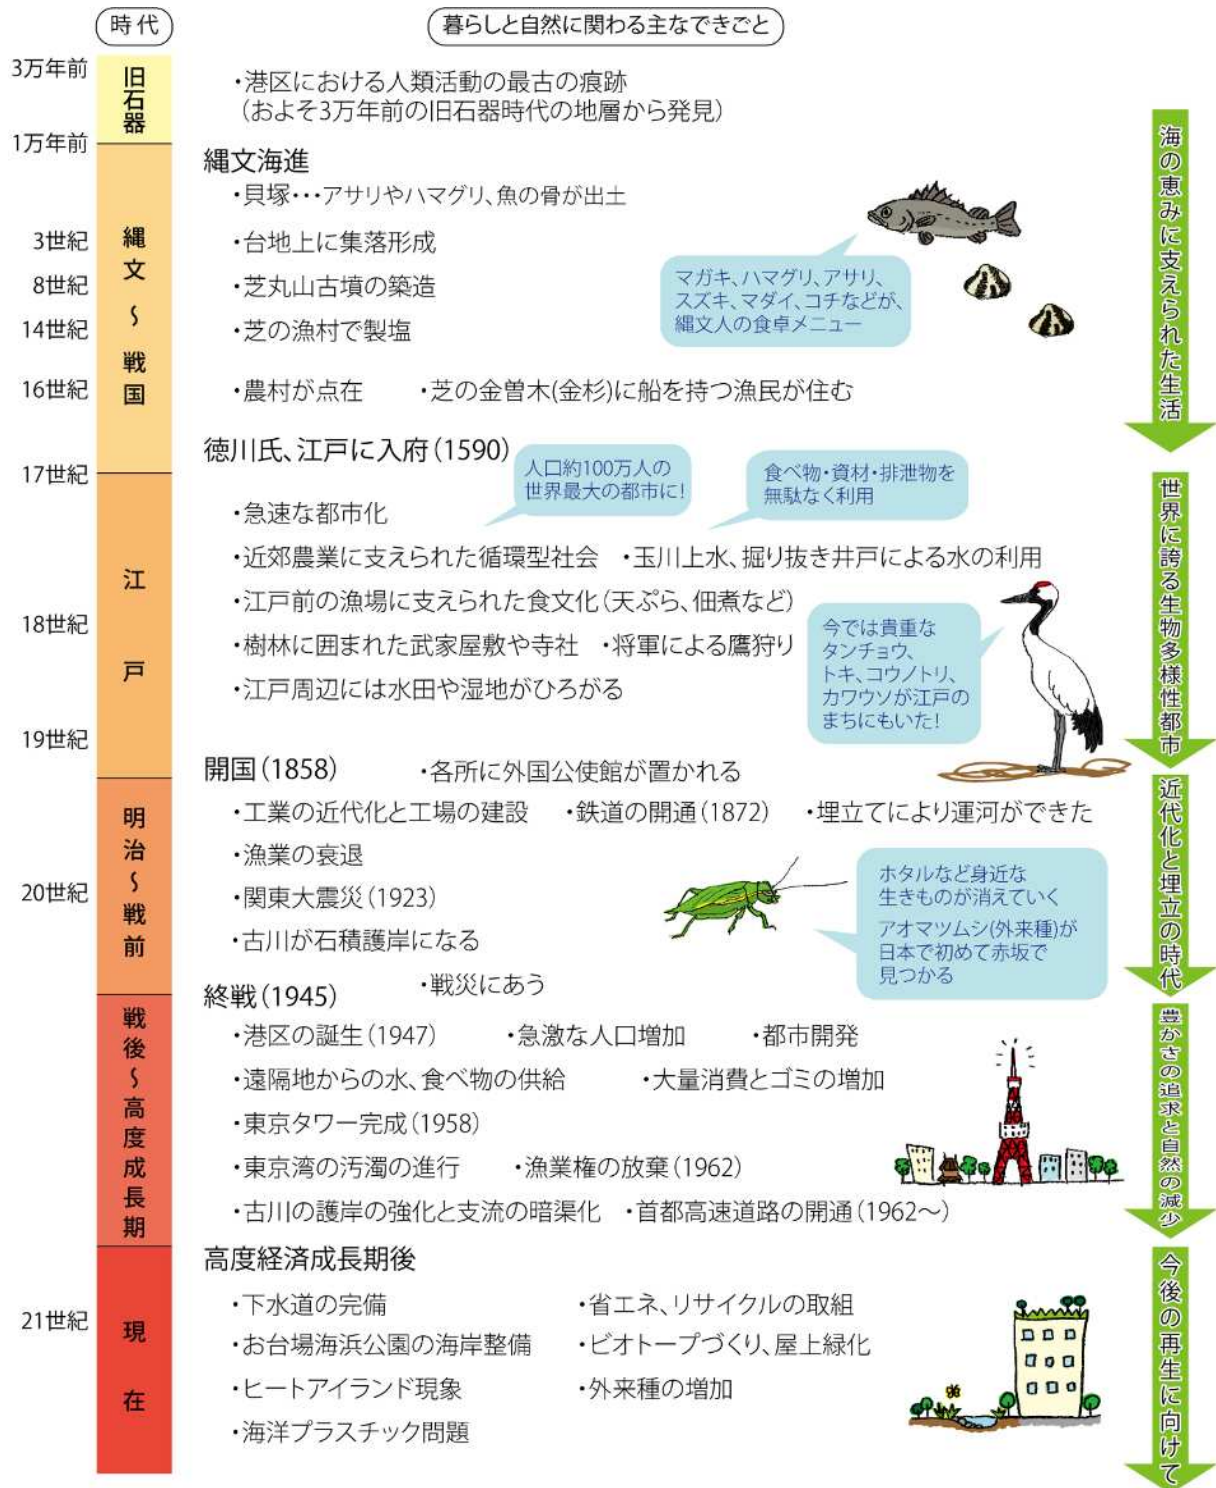 時代
暮らしと自然に関わる主なできごと
3万年前
旧石器
・港区における人類活動の最古の痕跡
(およそ3万年前の旧石器時代の地層から発見)
1万年前
縄文〜戦国
縄文海進
・貝塚・・・アサリやハマグリ、魚の骨が出土
3世紀
・台地上に集落形成
8世紀
・芝丸山古墳の築造
14世紀
・芝の漁村で製塩
マガキ、ハマグリ、アサリ、
スズキ、マダイ、コチなどが、
縄文人の食卓メニュー
16世紀
・農村が点在 ・芝の金曽木(金杉)に船を持つ漁民が住む
海の恵みに支えられた生活
徳川氏、江戸に入府(1590)
17世紀
江戸
人口約100万人の
世界最大の都市に!
食べ物・資材・排泄物を
無駄なく利用
・急速な都市化
・近郊農業に支えられた循環型社会 ・玉川上水、掘り抜き井戸による水の利用
・江戸前の漁場に支えられた食文化(天ぷら、佃煮など)
18世紀
・樹林に囲まれた武家屋敷や寺社 ・将軍による鷹狩り
・江戸周辺には水田や湿地がひろがる
今では貴重な
タンチョウ、
トキ、コウノトリ、
カワウソが江戸の
まちにもいた!
19世紀
世界に誇る生物多様性都市
開国(1858) ・各所に外国公使館が置かれる
明治〜戦前
・工業の近代化と工場の建設 ・鉄道の開通(1872) ・埋立てにより運河ができた
・漁業の衰退
20世紀
・関東大震災(1923)
・古川が石積護岸になる
・戦災にあう
ホタルなど身近な
生きものが消えていく
アオマツムシ(外来種)が
日本で初めて赤坂で
見つかる
近代化と埋立の時代
終戦(1945)
戦後〜高度成長期
・港区の誕生(1947) ・急激な人口増加 ・都市開発
・遠隔地からの水、食べ物の供給 ・大量消費とゴミの増加
・東京タワー完成(1958)
・東京湾の汚濁の進行 ・漁業権の放棄(1962)
・古川の護岸の強化と支流の暗渠化 ・首都高速道路の開通(1962〜)
豊かさの追求と自然の減少
高度経済成長期後
21世紀
現在
・下水道の完備 ・省エネ、リサイクルの取組
・お台場海浜公園の海岸整備 ・ビオトープづくり、屋上緑化
・ヒートアイランド現象 ・外来種の増加
・海洋プラスチック問題
今後の再生に向けて